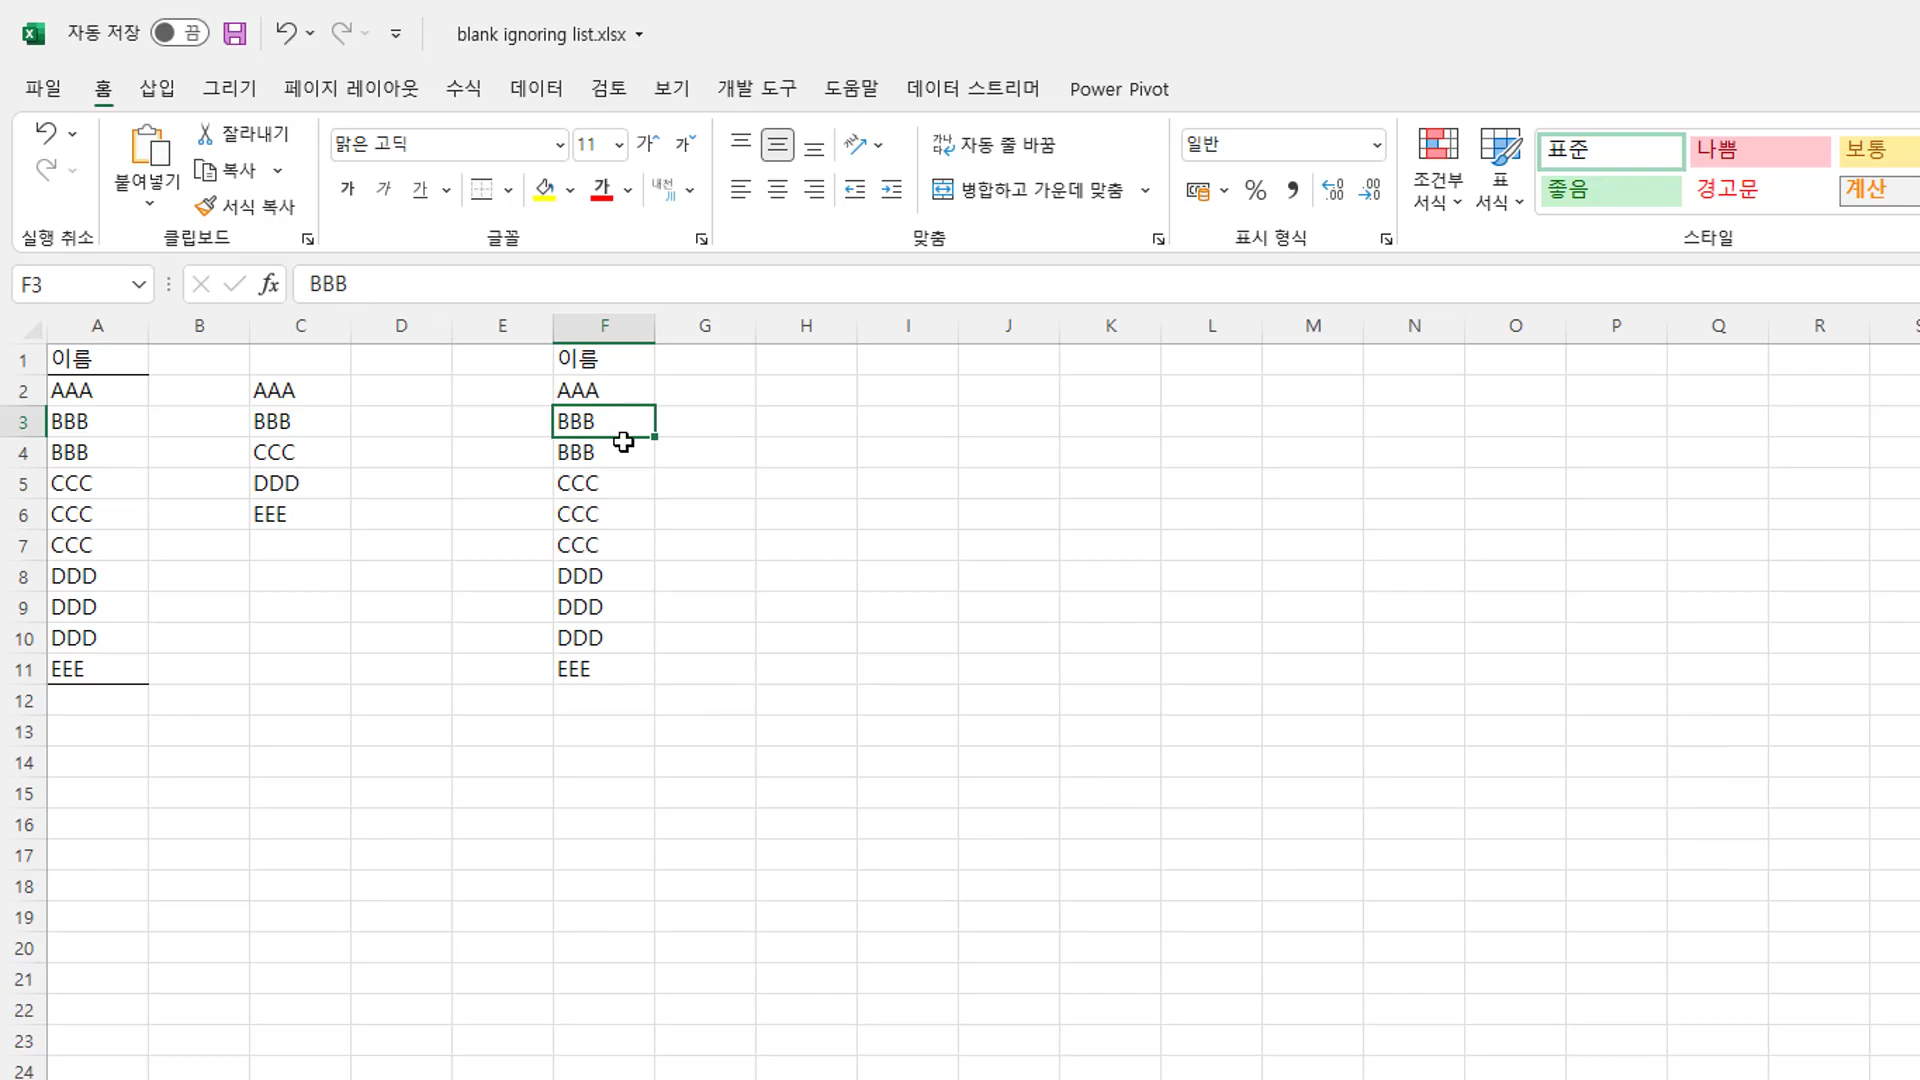 자동 저장 끔 blank ignoring list.xlsx
파일 홈 삽입 그리기 페이지 레이아웃 수식 데이터 검토 보기 개발 도구 도움말 데이터 스트리머 Power Pivot
붙여넣기 잘라내기 복사 서식 복사
맑은 고딕 11 가 가
가 가 가 가 내천
자동 줄 바꿈
병합하고 가운데 맞춤
일반
조건부 서식 표 서식
표준 나쁨 보통
좋음 경고문 계산
실행 취소 클립보드 글꼴 맞춤 표시 형식 스타일
F3 fx BBB
A B C D E F G H I J K L M N O P Q R
1 이름 이름
2 AAA AAA AAA
3 BBB BBB BBB
4 BBB CCC BBB
5 CCC DDD CCC
6 CCC EEE CCC
7 CCC CCC
8 DDD DDD
9 DDD DDD
10 DDD DDD
11 EEE EEE
12
13
14
15
16
17
18
19
20
21
22
23
24